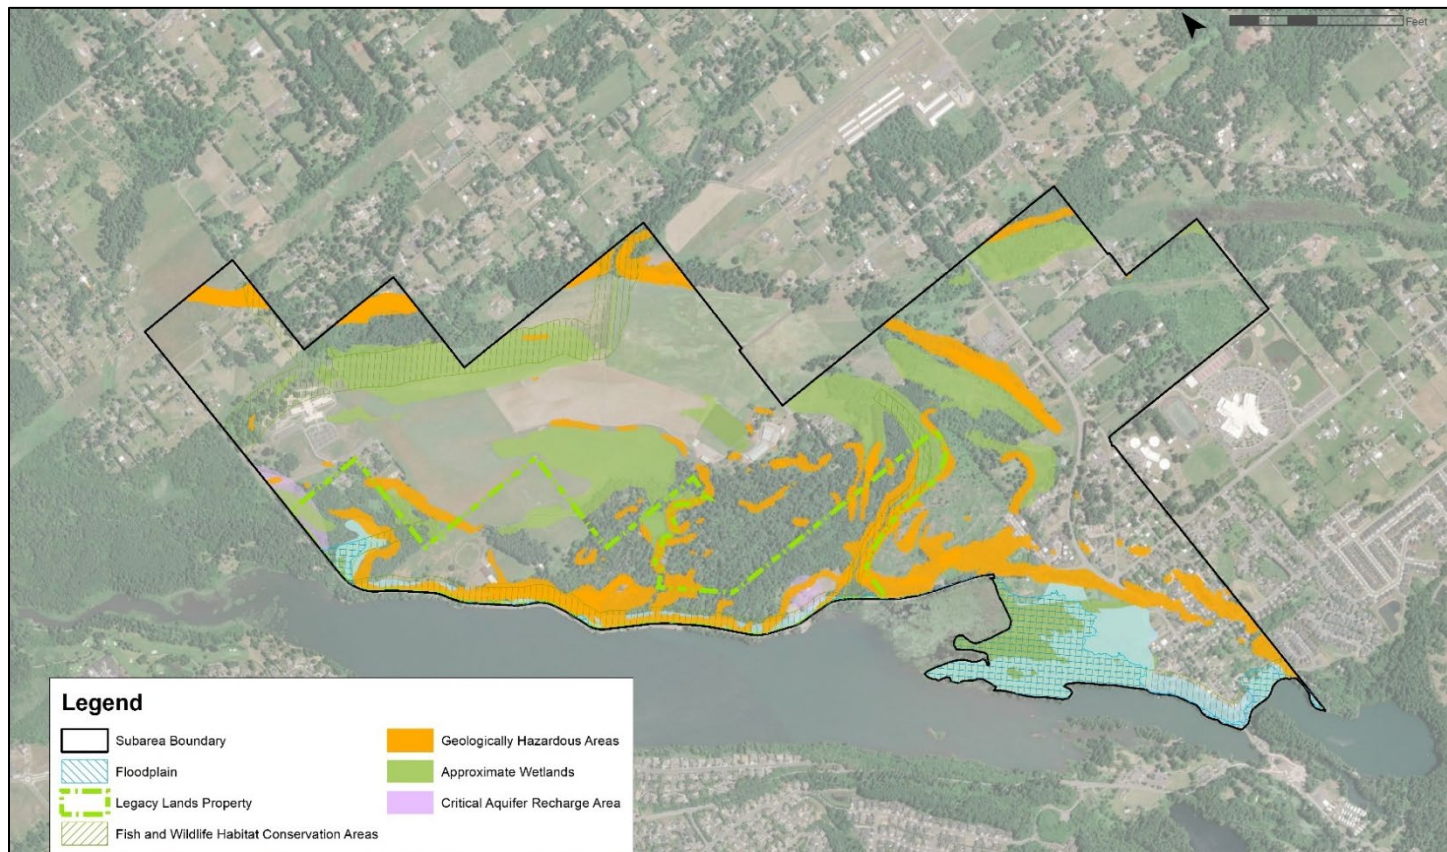 Feet
Legend
Subarea Boundary
Floodplain
Legacy Lands Property
Fish and Wildlife Habitat Conservation Areas
Geologically Hazardous Areas
Approximate Wetlands
Critical Aquifer Recharge Area